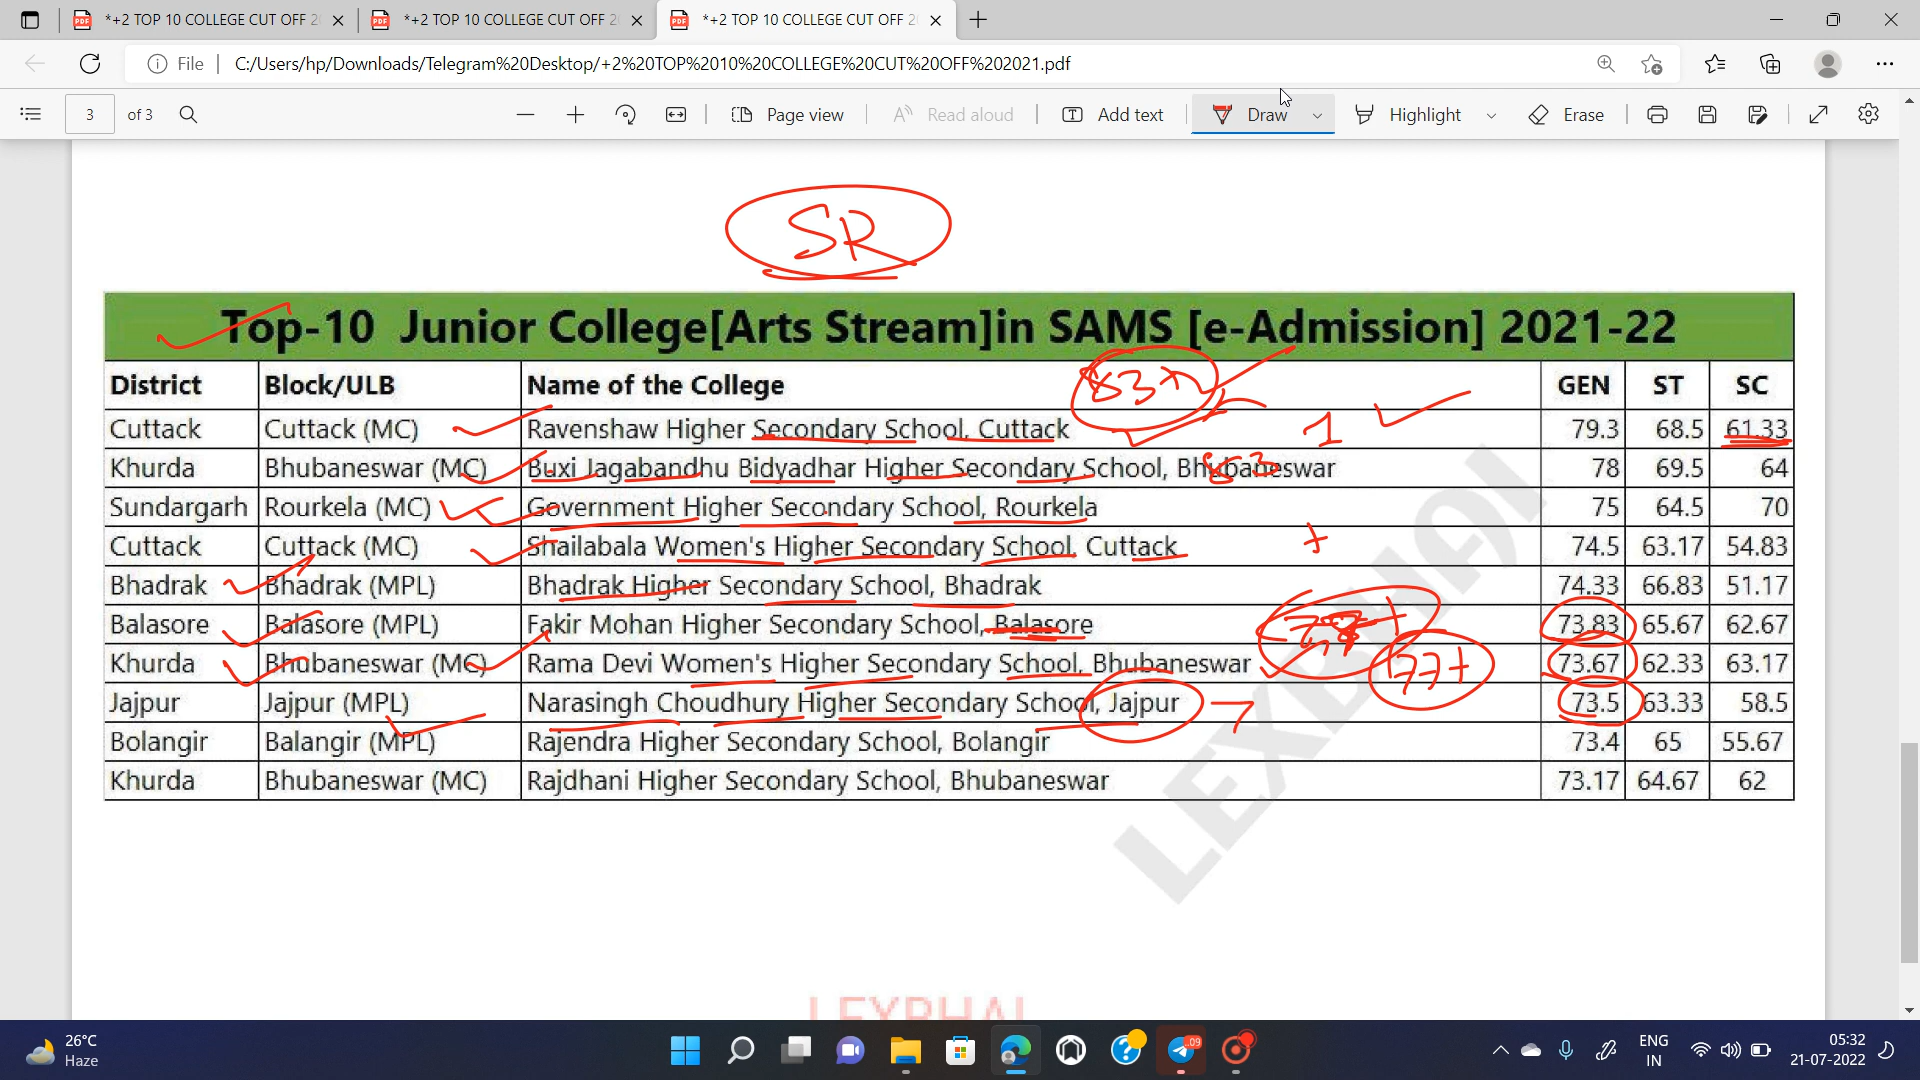 *+2 TOP 10 COLLEGE CUT OFF 2
*+2 TOP 10 COLLEGE CUT OFF 2
*+2 TOP 10 COLLEGE CUT OFF 2
File
C:/Users/hp/Downloads/Telegram%20Desktop/+2%20TOP%2010%20COLLEGE%20CUT%20OFF%202021.pdf
3 of 3
Page view
Read aloud
Add text
Draw
Highlight
Erase
SR
Top-10 Junior College[Arts Stream]in SAMS [e-Admission] 2021-22
District Block/ULB Name of the College GEN ST SC
83+
Cuttack Cuttack (MC) Ravenshaw Higher Secondary School, Cuttack 79.3 68.5 61.33
1
Khurda Bhubaneswar (MC) Buxi Jagabandhu Bidyadhar Higher Secondary School, Bhubaneswar 78 69.5 64
83
Sundargarh Rourkela (MC) Government Higher Secondary School, Rourkela 75 64.5 70
Cuttack Cuttack (MC) Shailabala Women's Higher Secondary School, Cuttack 74.5 63.17 54.83
+
Bhadrak Bhadrak (MPL) Bhadrak Higher Secondary School, Bhadrak 74.33 66.83 51.17
Balasore Balasore (MPL) Fakir Mohan Higher Secondary School, Balasore 73.83 65.67 62.67
Khurda Bhubaneswar (MC) Rama Devi Women's Higher Secondary School, Bhubaneswar 73.67 62.33 63.17
77+
Jajpur Jajpur (MPL) Narasingh Choudhury Higher Secondary School, Jajpur 73.5 63.33 58.5
Bolangir Balangir (MPL) Rajendra Higher Secondary School, Bolangir 73.4 65 55.67
Khurda Bhubaneswar (MC) Rajdhani Higher Secondary School, Bhubaneswar 73.17 64.67 62
LEXBHAI
LEXBHAI
26°C
Haze
09
ENG
IN
05:32
21-07-2022